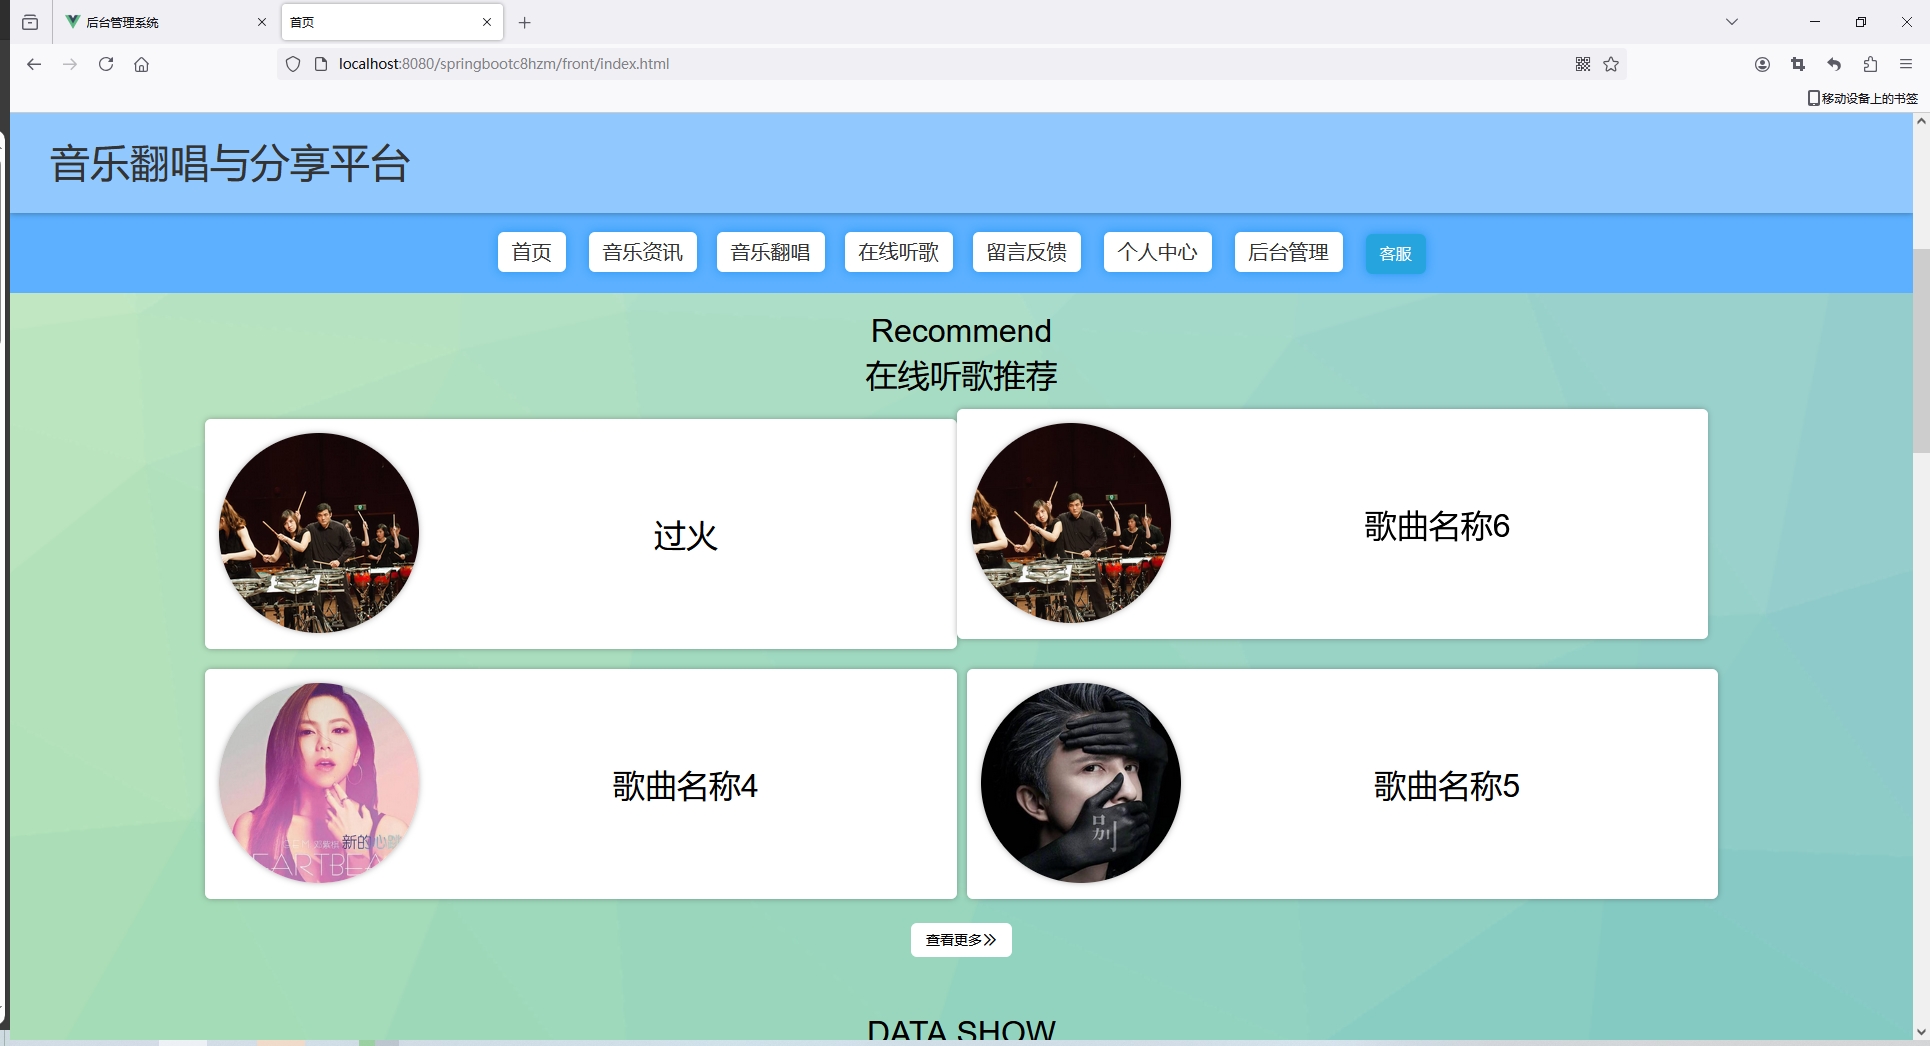 后台管理系统
首页
localhost:8080/springbootc8hzm/front/index.html
移动设备上的书签
音乐翻唱与分享平台
首页 音乐资讯 音乐翻唱 在线听歌 留言反馈 个人中心 后台管理 客服
Recommend
在线听歌推荐
过火
歌曲名称6
新的心跳
EARTBEA
歌曲名称4
别
歌曲名称5
查看更多
DATA SHOW